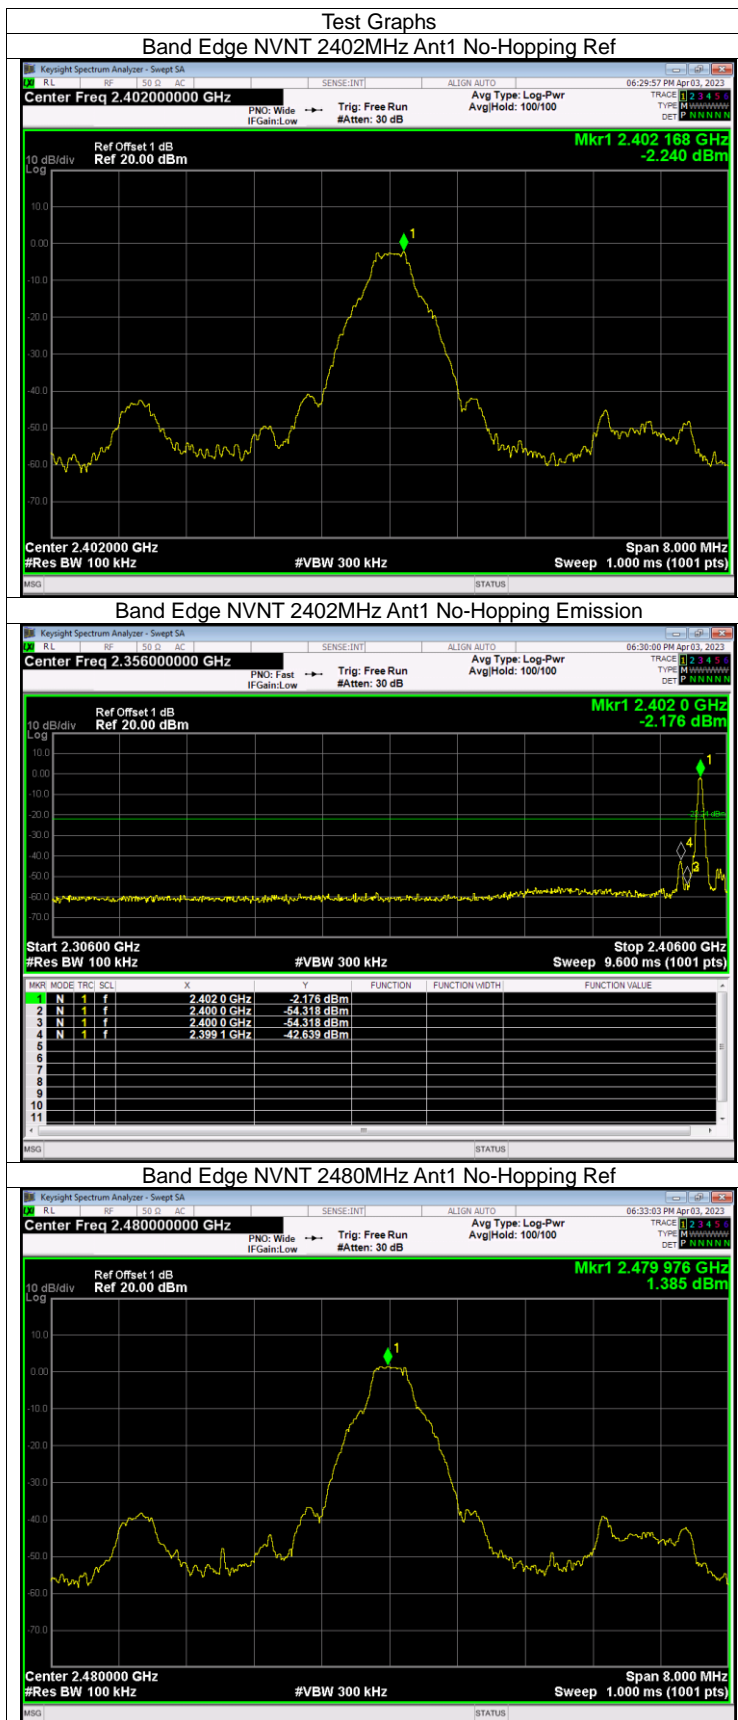 Test Graphs
Band Edge NVNT 2402MHz Ant1 No-Hopping Ref
Keysight Spectrum Analyzer - Swept SA
RL RF 50 Ω AC SENSE:INT ALIGN AUTO 06:29:57 PM Apr 03, 2023
Center Freq 2.402000000 GHz PNO: Wide IFGain:Low Trig: Free Run #Atten: 30 dB Avg Type: Log-Pwr Avg|Hold: 100/100 TRACE 1 2 3 4 5 6
TYPE M WWWWW
DET P N N N N N
Mkr1 2.402 168 GHz
-2.240 dBm
Ref Offset 1 dB
10 dB/div Ref 20.00 dBm
Log
10.0
1
0.00
-10.0
-20.0
-30.0
-40.0
-50.0
-60.0
-70.0
Center 2.402000 GHz Span 8.000 MHz
#Res BW 100 kHz #VBW 300 kHz Sweep 1.000 ms (1001 pts)
MSG STATUS
Band Edge NVNT 2402MHz Ant1 No-Hopping Emission
Keysight Spectrum Analyzer - Swept SA
RL RF 50 Ω AC SENSE:INT ALIGN AUTO 06:30:00 PM Apr 03, 2023
Center Freq 2.356000000 GHz PNO: Fast IFGain:Low Trig: Free Run #Atten: 30 dB Avg Type: Log-Pwr Avg|Hold: 100/100 TRACE 1 2 3 4 5 6
TYPE M WWWWW
DET P N N N N N
Mkr1 2.402 0 GHz
-2.176 dBm
Ref Offset 1 dB
10 dB/div Ref 20.00 dBm
Log
10.0
1
0.00
-10.0
-20.0
-22.24 dBm
-30.0
-40.0
4
-50.0
3
-60.0
-70.0
Start 2.30600 GHz Stop 2.40600 GHz
#Res BW 100 kHz #VBW 300 kHz Sweep 9.600 ms (1001 pts)
MKR MODE TRC SCL X Y FUNCTION FUNCTION WIDTH FUNCTION VALUE
1 N 1 f 2.402 0 GHz -2.176 dBm
2 N 1 f 2.400 0 GHz -54.318 dBm
3 N 1 f 2.400 0 GHz -54.318 dBm
4 N 1 f 2.399 1 GHz -42.639 dBm
5
6
7
8
9
10
11
MSG STATUS
Band Edge NVNT 2480MHz Ant1 No-Hopping Ref
Keysight Spectrum Analyzer - Swept SA
RL RF 50 Ω AC SENSE:INT ALIGN AUTO 06:33:03 PM Apr 03, 2023
Center Freq 2.480000000 GHz PNO: Wide IFGain:Low Trig: Free Run #Atten: 30 dB Avg Type: Log-Pwr Avg|Hold: 100/100 TRACE 1 2 3 4 5 6
TYPE M WWWWW
DET P N N N N N
Mkr1 2.479 976 GHz
1.385 dBm
Ref Offset 1 dB
10 dB/div Ref 20.00 dBm
Log
10.0
1
0.00
-10.0
-20.0
-30.0
-40.0
-50.0
-60.0
-70.0
Center 2.480000 GHz Span 8.000 MHz
#Res BW 100 kHz #VBW 300 kHz Sweep 1.000 ms (1001 pts)
MSG STATUS